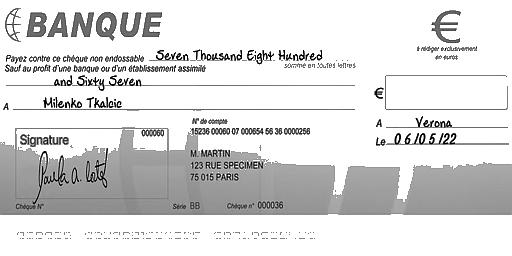 BANQUE
€
à rédiger exclusivement
en euros
Payez contre ce chèque non endossable Seven Thousand Eight Hundred
Sauf au profit d'une banque ou d'un établissement assimilé
somme en toutes lettres
and Sixty Seven
€
A Milenko Tkalcic
A Verona
Le 06/05/22
Signature
000060
N° de compte
15236 00060 07 000654 56 36 0000256
M. MARTIN
123 RUE SPECIMEN
75 015 PARIS
Chèque N° Série BB Chèque n° 000036